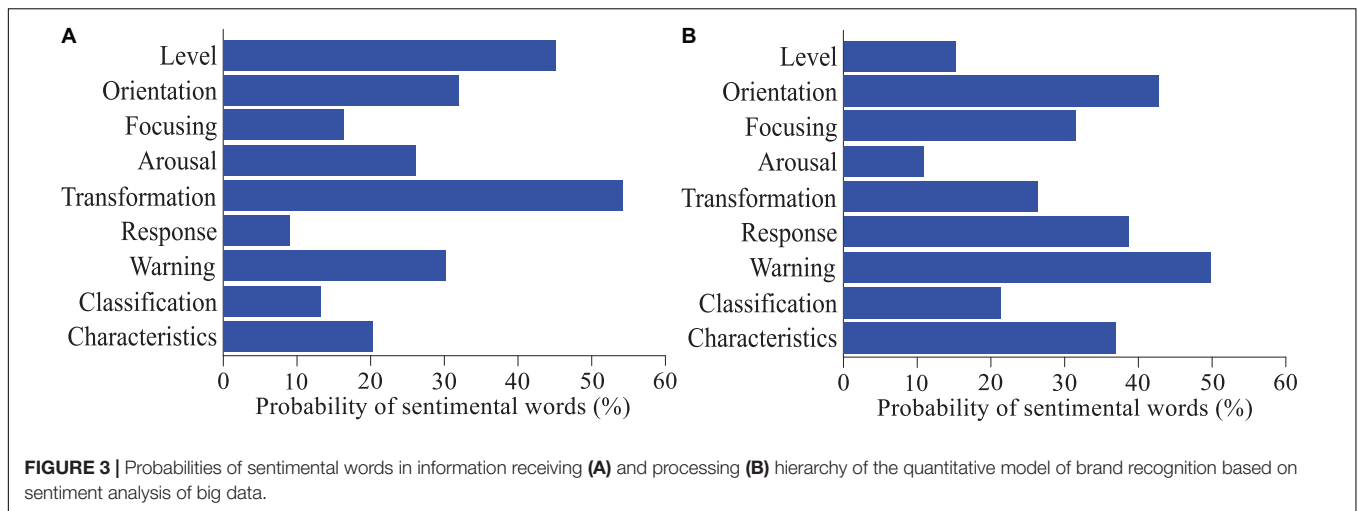 A
Level
Orientation
Focusing
Arousal
Transformation
Response
Warning
Classification
Characteristics
0 10 20 30 40 50 60
Probability of sentimental words (%)
B
Level
Orientation
Focusing
Arousal
Transformation
Response
Warning
Classification
Characteristics
0 10 20 30 40 50 60
Probability of sentimental words (%)
FIGURE 3 | Probabilities of sentimental words in information receiving (A) and processing (B) hierarchy of the quantitative model of brand recognition based on
sentiment analysis of big data.